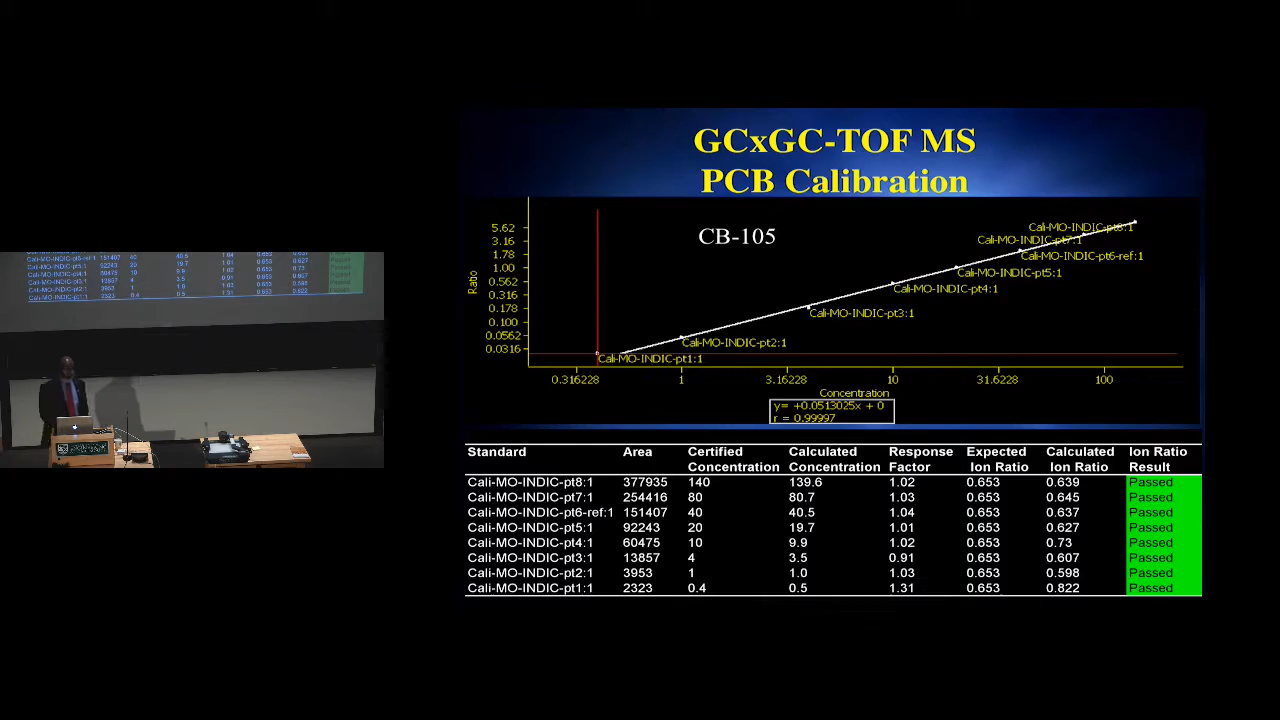 GCxGC-TOF MS
PCB Calibration
CB-105
Ratio
5.62
3.16
1.78
1.00
0.562
0.316
0.178
0.100
0.0562
0.0316
Cali-MO-INDIC-pt8:1
Cali-MO-INDIC-pt7:1
Cali-MO-INDIC-pt6-ref:1
Cali-MO-INDIC-pt5:1
Cali-MO-INDIC-pt4:1
Cali-MO-INDIC-pt3:1
Cali-MO-INDIC-pt2:1
Cali-MO-INDIC-pt1:1
0.316228 1 3.16228 10 31.6228 100
Concentration
y= +0.0513025x + 0
r = 0.99997
Standard Area Certified Concentration Calculated Concentration Response Factor Expected Ion Ratio Calculated Ion Ratio Ion Ratio Result
Cali-MO-INDIC-pt8:1 377935 140 139.6 1.02 0.653 0.639 Passed
Cali-MO-INDIC-pt7:1 254416 80 80.7 1.03 0.653 0.645 Passed
Cali-MO-INDIC-pt6-ref:1 151407 40 40.5 1.04 0.653 0.637 Passed
Cali-MO-INDIC-pt5:1 92243 20 19.7 1.01 0.653 0.627 Passed
Cali-MO-INDIC-pt4:1 60475 10 9.9 1.02 0.653 0.73 Passed
Cali-MO-INDIC-pt3:1 13857 4 3.5 0.91 0.653 0.607 Passed
Cali-MO-INDIC-pt2:1 3953 1 1.0 1.03 0.653 0.598 Passed
Cali-MO-INDIC-pt1:1 2323 0.4 0.5 1.31 0.653 0.822 Passed